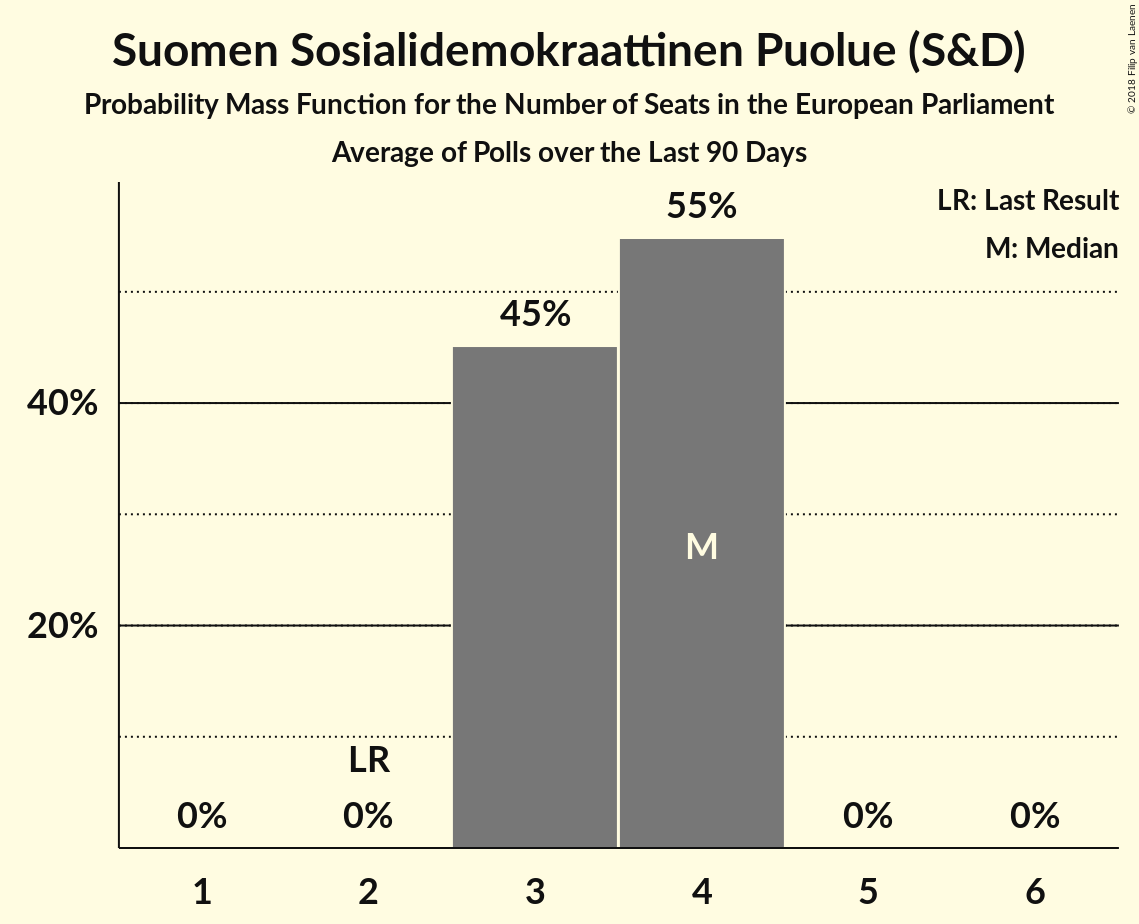 Suomen Sosialidemokraattinen Puolue (S&D)
Probability Mass Function for the Number of Seats in the European Parliament
Average of Polls over the Last 90 Days
© 2018 Filip van Laenen
LR: Last Result
M: Median
55%
45%
40%
M
20%
LR
0%
0%
0%
0%
1
2
3
4
5
6